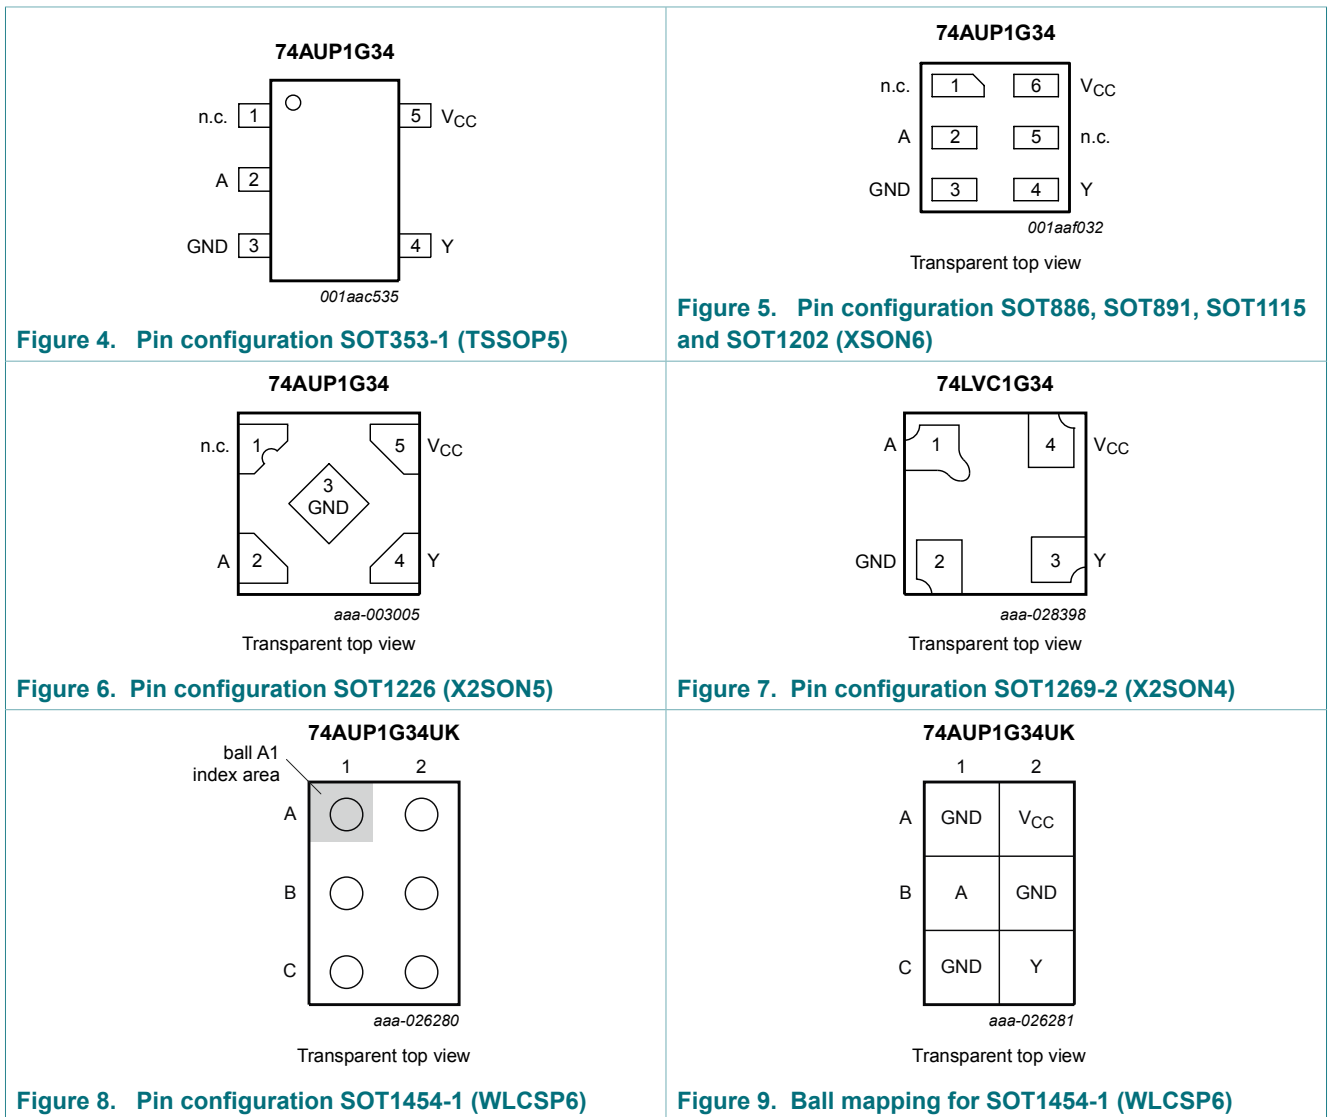 74AUP1G34
n.c. 1 5 VCC
A 2
GND 3 4 Y
001aac535
Figure 4. Pin configuration SOT353-1 (TSSOP5)
74AUP1G34
n.c. 1 6 VCC
A 2 5 n.c.
GND 3 4 Y
001aaf032
Transparent top view
Figure 5. Pin configuration SOT886, SOT891, SOT1115
and SOT1202 (XSON6)
74AUP1G34
n.c. 1 5 VCC
3
GND
A 2 4 Y
aaa-003005
Transparent top view
Figure 6. Pin configuration SOT1226 (X2SON5)
74LVC1G34
A 1 4 VCC
GND 2 3 Y
aaa-028398
Transparent top view
Figure 7. Pin configuration SOT1269-2 (X2SON4)
74AUP1G34UK
ball A1
index area
1 2
A
B
C
aaa-026280
Transparent top view
Figure 8. Pin configuration SOT1454-1 (WLCSP6)
74AUP1G34UK
1 2
A GND VCC
B A GND
C GND Y
aaa-026281
Transparent top view
Figure 9. Ball mapping for SOT1454-1 (WLCSP6)